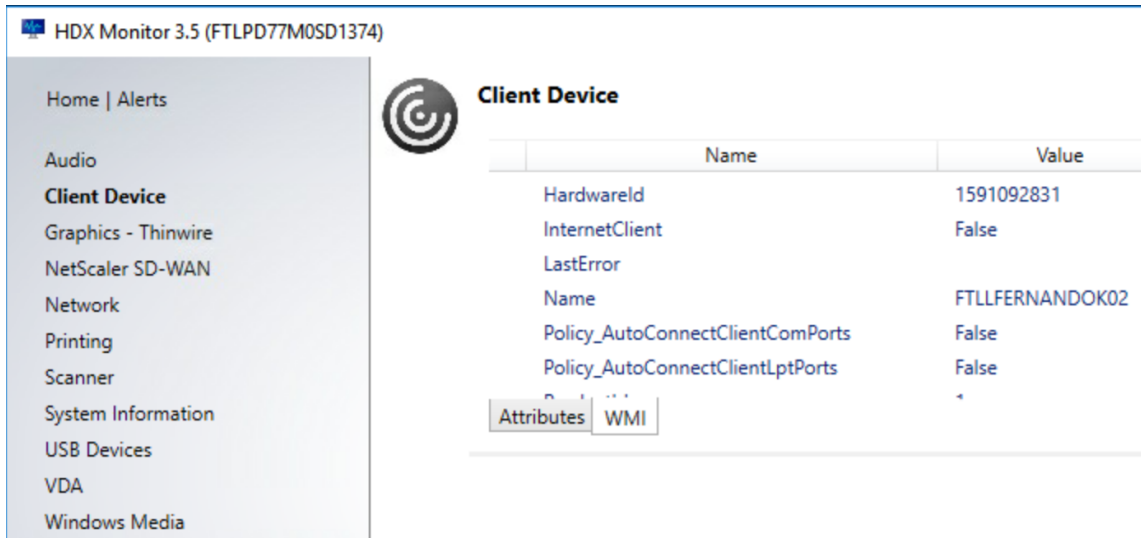 HDX Monitor 3.5 (FTLPD77M0SD1374)
Home | Alerts
Audio
Client Device
Graphics - Thinwire
NetScaler SD-WAN
Network
Printing
Scanner
System Information
USB Devices
VDA
Windows Media
Client Device
Name Value
HardwareId 1591092831
InternetClient False
LastError
Name FTLLFERNANDOK02
Policy_AutoConnectClientComPorts False
Policy_AutoConnectClientLptPorts False
Attributes WMI